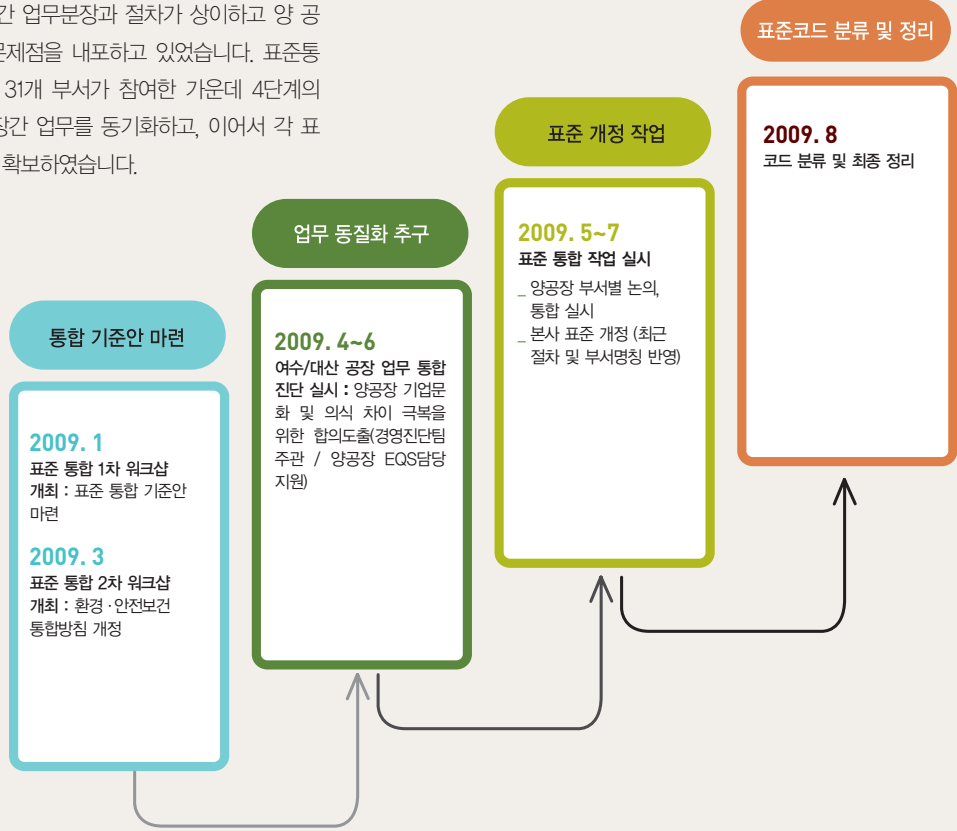 간 업무분장과 절차가 상이하고 양 공
문제점을 내포하고 있었습니다. 표준통
31개 부서가 참여한 가운데 4단계의
장간 업무를 동기화하고, 이어서 각 표
확보하였습니다.
통합 기준안 마련
2009. 1
표준 통합 1차 워크샵
개최 : 표준 통합 기준안
마련
2009. 3
표준 통합 2차 워크샵
개최 : 환경·안전보건
통합방침 개정
업무 동질화 추구
2009. 4~6
여수/대산 공장 업무 통합
진단 실시 : 양공장 기업문
화 및 의식 차이 극복을
위한 합의도출(경영진단팀
주관 / 양공장 EQS담당
지원)
표준 개정 작업
2009. 5~7
표준 통합 작업 실시
_ 양공장 부서별 논의,
통합 실시
_ 본사 표준 개정 (최근
절차 및 부서명칭 반영)
표준코드 분류 및 정리
2009. 8
코드 분류 및 최종 정리